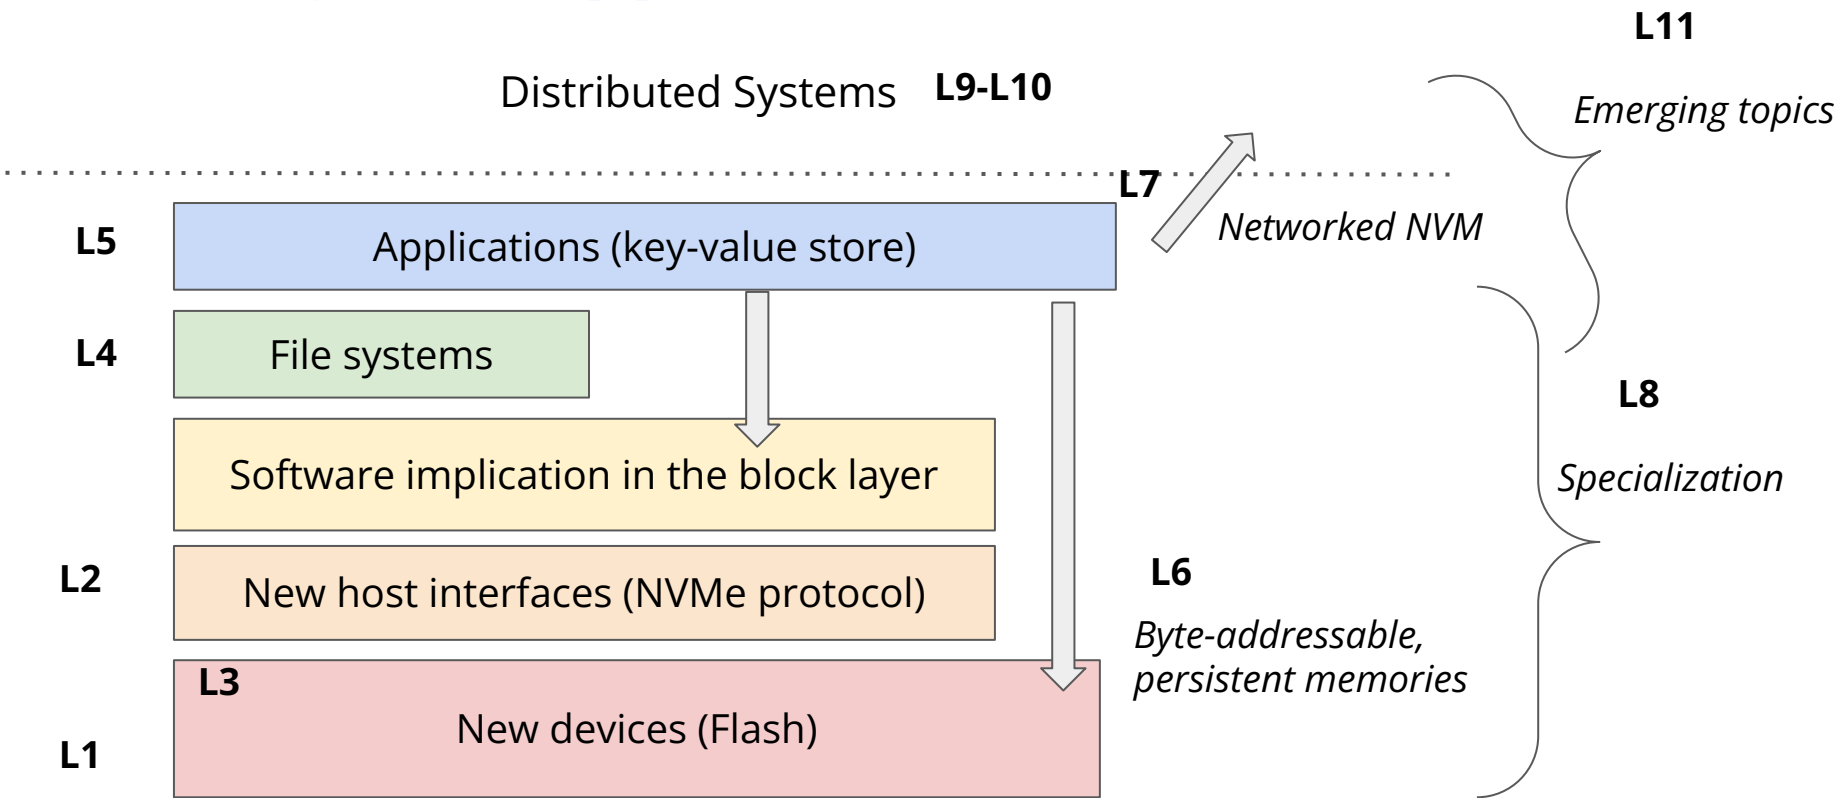 L11
Distributed Systems L9-L10
Emerging topics
L7
L5
Applications (key-value store)
Networked NVM
L4
File systems
L8
Software implication in the block layer
Specialization
L2
New host interfaces (NVMe protocol)
L6
Byte-addressable,
persistent memories
L3
New devices (Flash)
L1